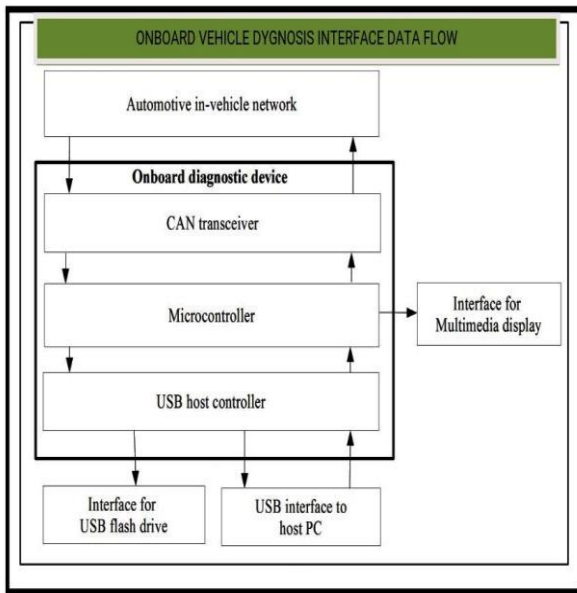 ONBOARD VEHICLE DYGNOSIS INTERFACE DATA FLOW
Automotive in-vehicle network
Onboard diagnostic device
CAN transceiver
Microcontroller
Interface for
Multimedia display
USB host controller
Interface for
USB flash drive
USB interface to
host PC